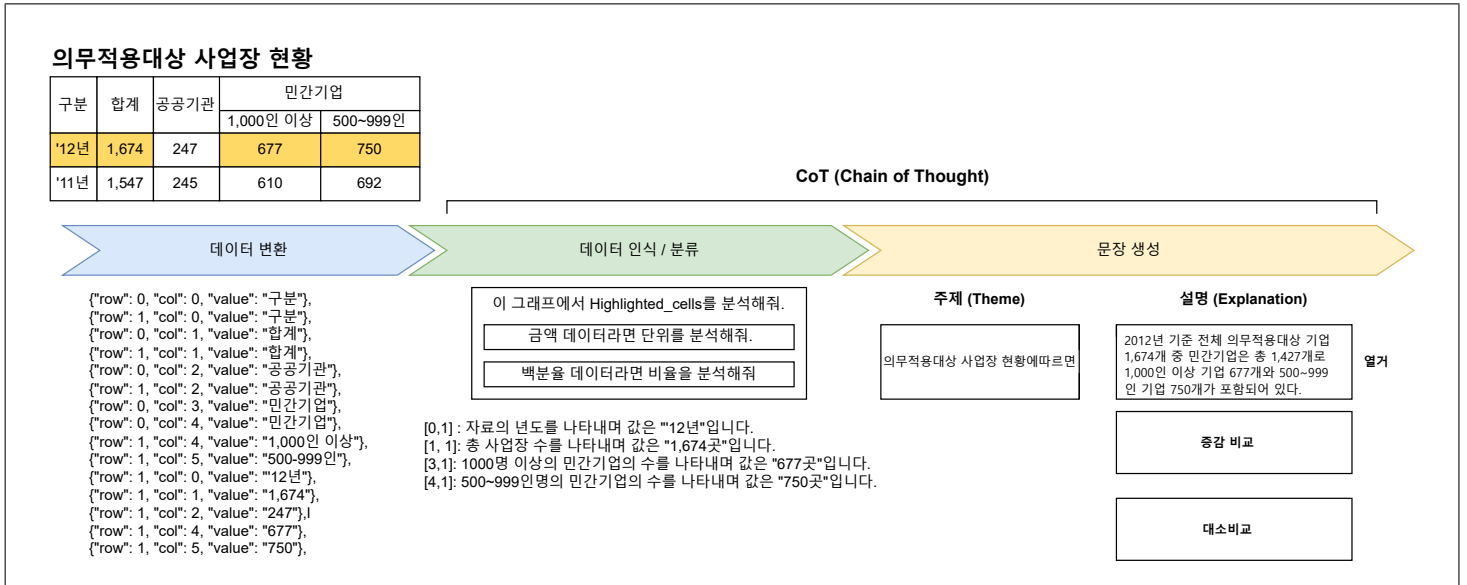 의무적용대상 사업장 현황
구분 합계 공공기관 민간기업
1,000인 이상 500~999인
'12년 1,674 247 677 750
'11년 1,547 245 610 692
CoT (Chain of Thought)
데이터 변환
데이터 인식 / 분류
문장 생성
{"row": 0, "col": 0, "value": "구분"},
{"row": 1, "col": 0, "value": "구분"},
{"row": 0, "col": 1, "value": "합계"},
{"row": 1, "col": 1, "value": "합계"},
{"row": 0, "col": 2, "value": "공공기관"},
{"row": 1, "col": 2, "value": "공공기관"},
{"row": 0, "col": 3, "value": "민간기업"},
{"row": 0, "col": 4, "value": "민간기업"},
{"row": 1, "col": 4, "value": "1,000인 이상"},
{"row": 1, "col": 5, "value": "500-999인"},
{"row": 1, "col": 0, "value": "'12년"},
{"row": 1, "col": 1, "value": "1,674"},
{"row": 1, "col": 2, "value": "247"},l
{"row": 1, "col": 4, "value": "677"},
{"row": 1, "col": 5, "value": "750"},
이 그래프에서 Highlighted_cells를 분석해줘.
금액 데이터라면 단위를 분석해줘.
백분율 데이터라면 비율을 분석해줘
[0,1] : 자료의 년도를 나타내며 값은 "'12년"입니다.
[1, 1]: 총 사업장 수를 나타내며 값은 "1,674곳"입니다.
[3,1]: 1000명 이상의 민간기업의 수를 나타내며 값은 "677곳"입니다.
[4,1]: 500~999인명의 민간기업의 수를 나타내며 값은 "750곳"입니다.
주제 (Theme)
의무적용대상 사업장 현황에따르면
설명 (Explanation)
2012년 기준 전체 의무적용대상 기업
1,674개 중 민간기업은 총 1,427개로
1,000인 이상 기업 677개와 500~999
인 기업 750개가 포함되어 있다.
열거
증감 비교
대소비교